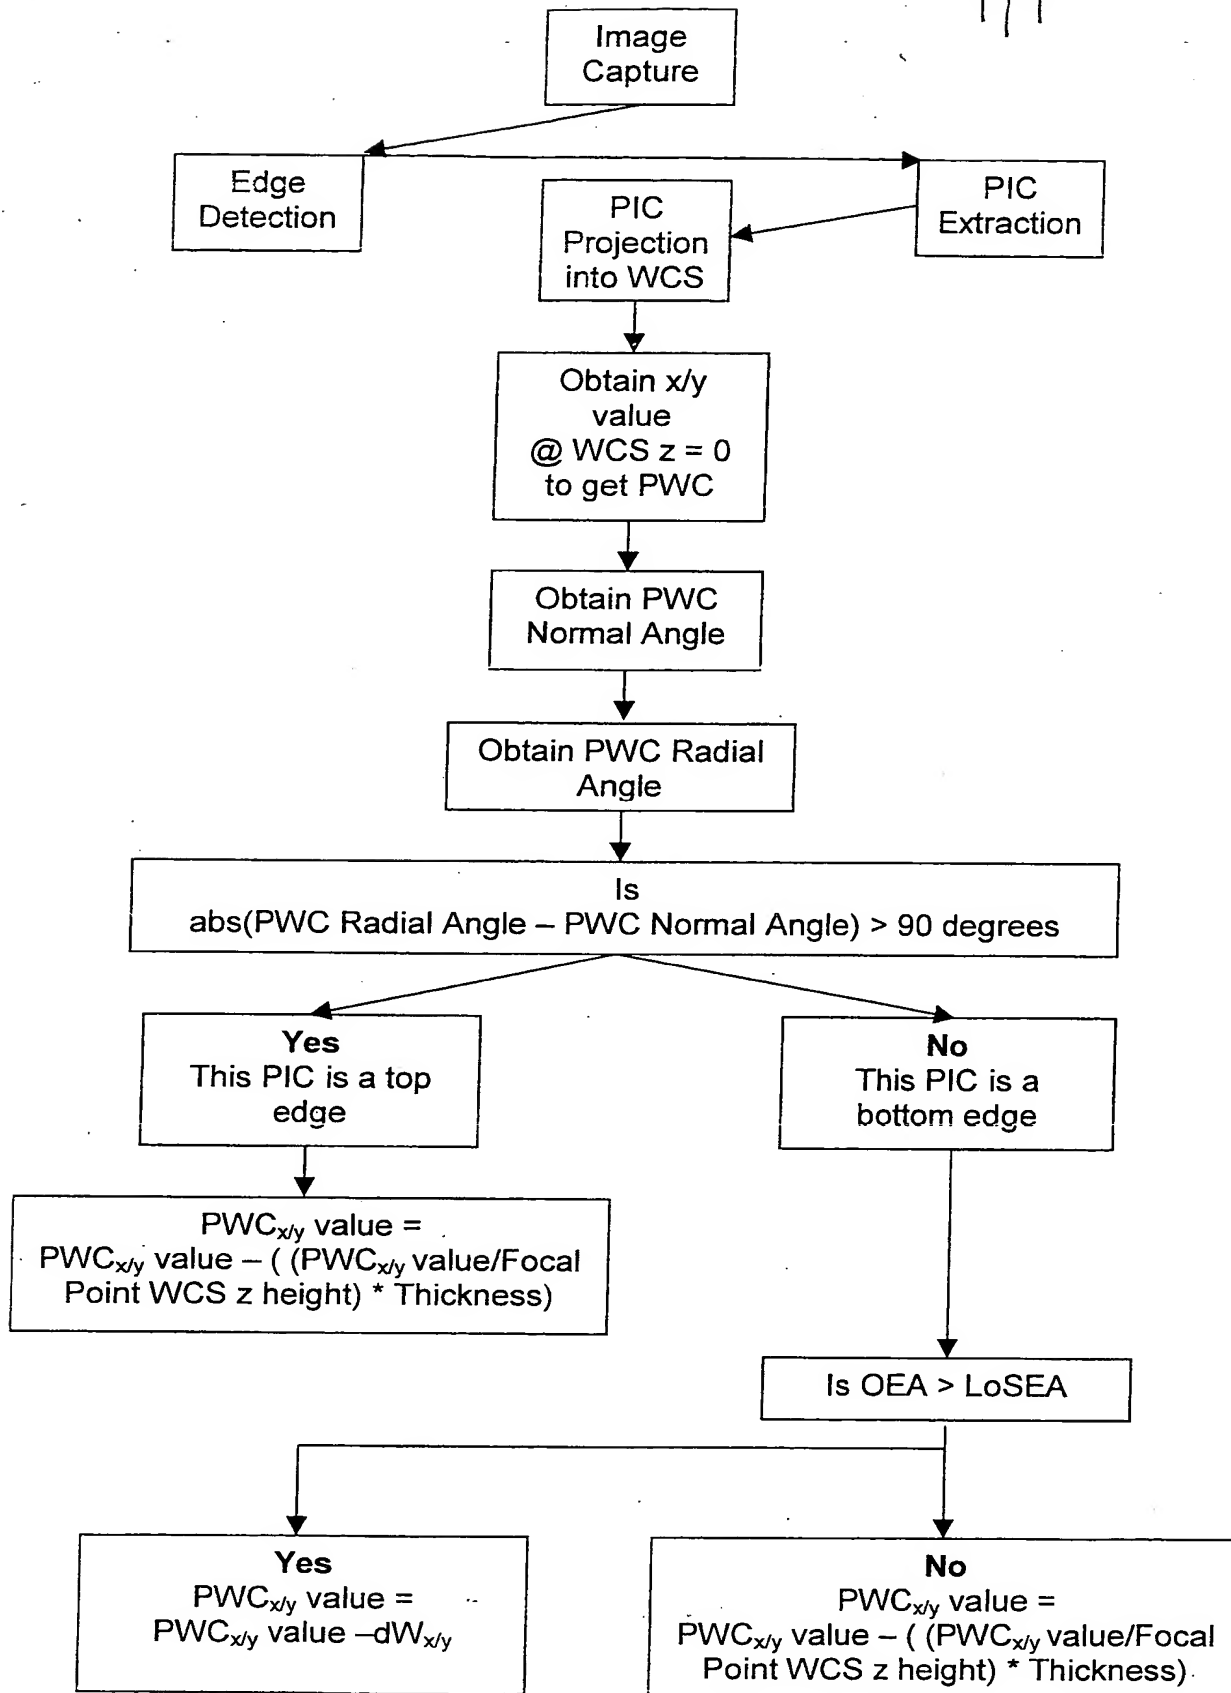 Image
Capture
Edge
Detection
PIC
Extraction
PIC
Projection
into WCS
Obtain x/y
value
@ WCS z = 0
to get PWC
Obtain PWC
Normal Angle
Obtain PWC Radial
Angle
Is
abs(PWC Radial Angle – PWC Normal Angle) > 90 degrees
Yes
This PIC is a top
edge
No
This PIC is a
bottom edge
PWCx/y value =
PWCx/y value – ( (PWCx/y value/Focal
Point WCS z height) * Thickness)
Is OEA > LoSEA
Yes
PWCx/y value =
PWCx/y value –dWx/y
No
PWCx/y value =
PWCx/y value – ( (PWCx/y value/Focal
Point WCS z height) * Thickness)